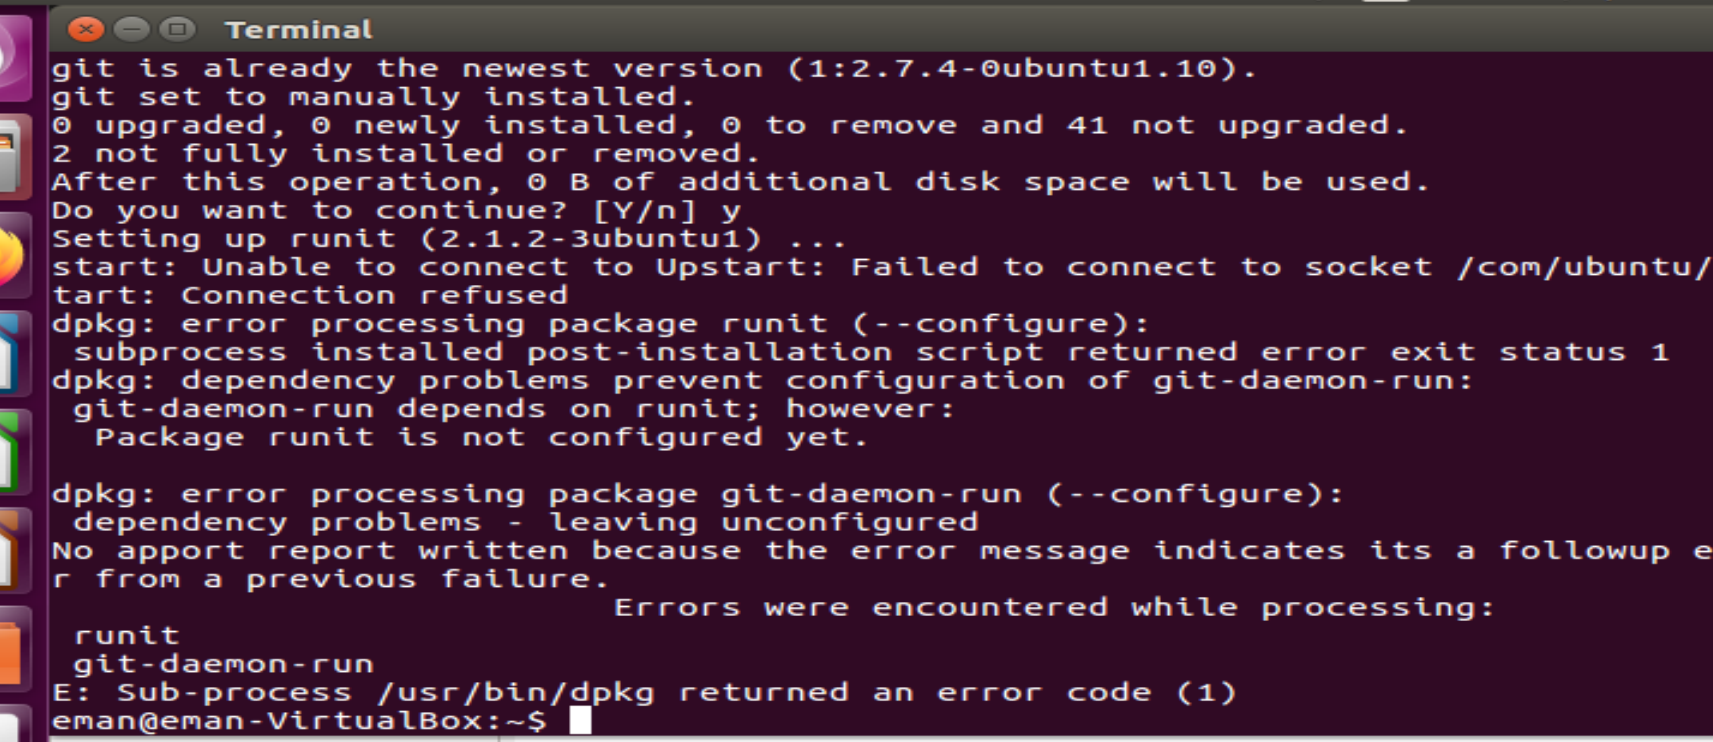 Terminal
git is already the newest version (1:2.7.4-0ubuntu1.10).
git set to manually installed.
0 upgraded, 0 newly installed, 0 to remove and 41 not upgraded.
2 not fully installed or removed.
After this operation, 0 B of additional disk space will be used.
Do you want to continue? [Y/n] y
Setting up runit (2.1.2-3ubuntu1) ...
start: Unable to connect to Upstart: Failed to connect to socket /com/ubuntu/
tart: Connection refused
dpkg: error processing package runit (--configure):
 subprocess installed post-installation script returned error exit status 1
dpkg: dependency problems prevent configuration of git-daemon-run:
 git-daemon-run depends on runit; however:
  Package runit is not configured yet.

dpkg: error processing package git-daemon-run (--configure):
 dependency problems - leaving unconfigured
No apport report written because the error message indicates its a followup e
r from a previous failure.
                          Errors were encountered while processing:
 runit
 git-daemon-run
E: Sub-process /usr/bin/dpkg returned an error code (1)
eman@eman-VirtualBox:~$